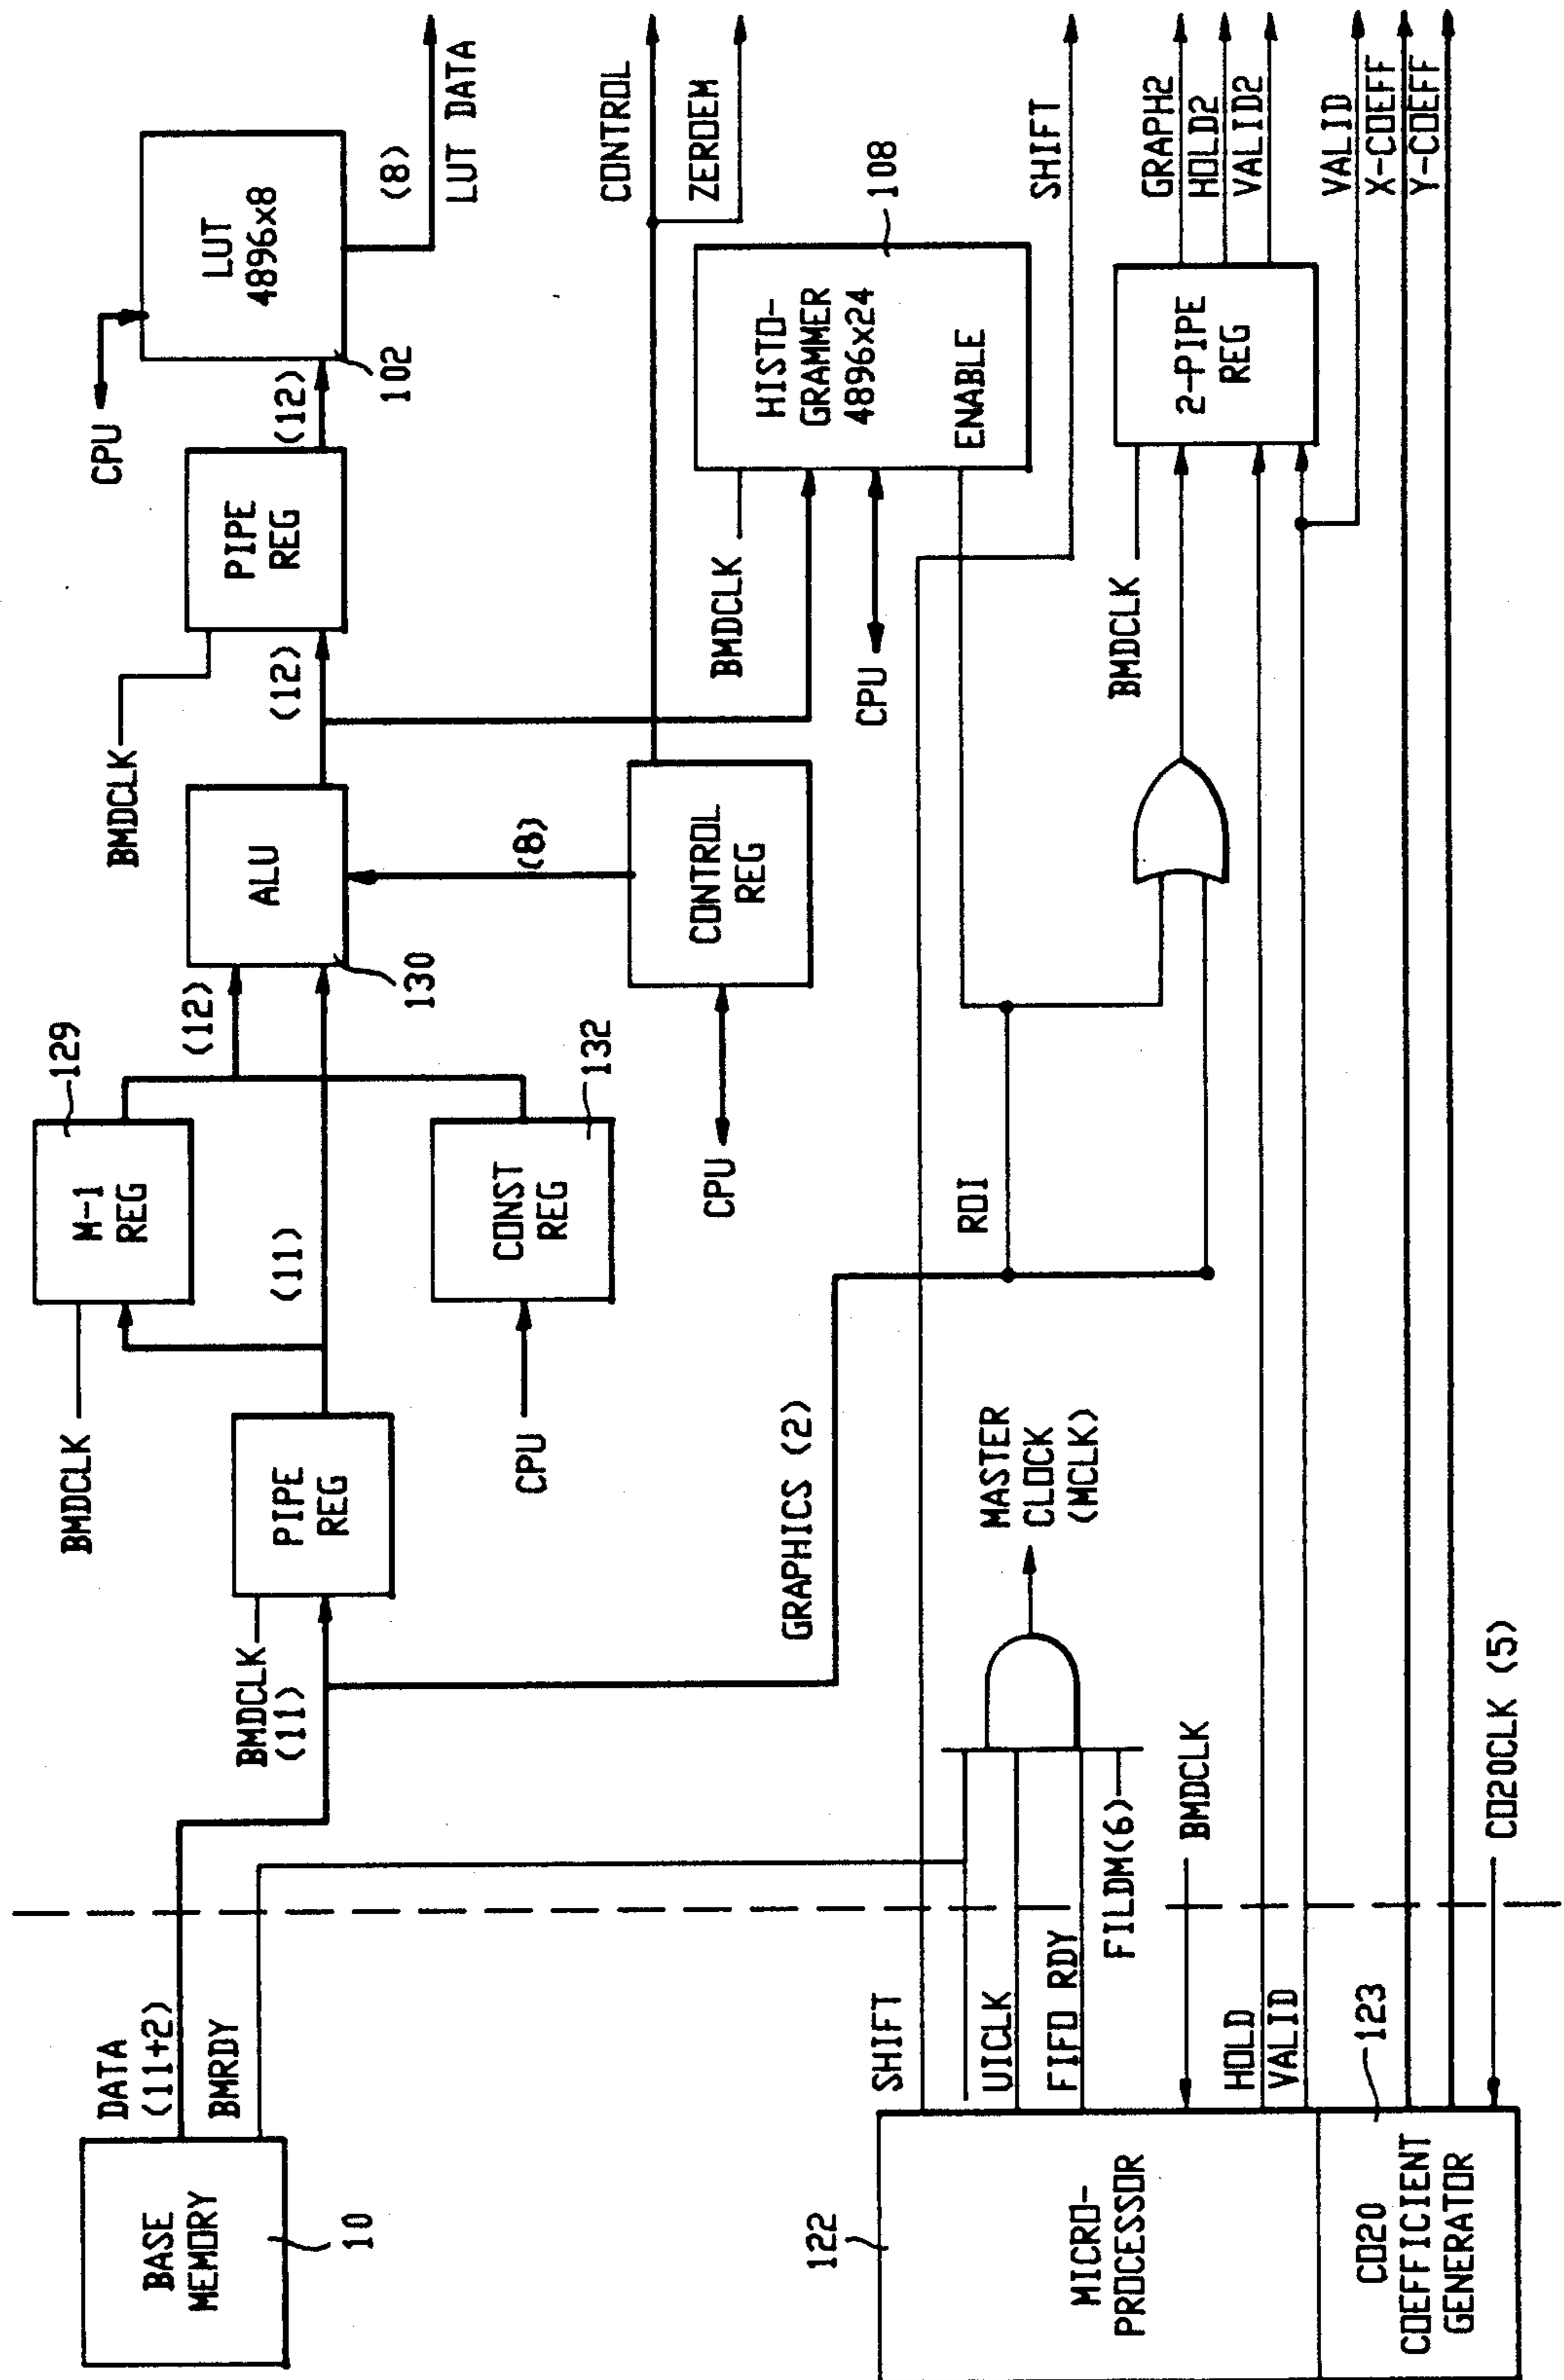 BASE
MEMORY
10
DATA
(11+2)
BMRDY
BMDCLK
(11)
PIPE
REG
BMDCLK
M-1
REG
129
(11)
CPU
CONST
REG
132
(12)
ALU
130
(8)
CPU
CONTROL
REG
BMDCLK
(12)
PIPE
REG
(12)
CPU
LUT
4896x8
102
(8)
LUT DATA
CONTROL
ZEROEM
BMDCLK
CPU
HISTO-
GRAMMER
4896x24
ENABLE
108
GRAPHICS (2)
ROI
MASTER
CLOCK
(MCLK)
122
MICRO-
PROCESSOR
SHIFT
UICLK
FIFO RDY
FILDM(6)
BMDCLK
HOLD
VALID
CO20
COEFFICIENT
GENERATOR
123
CO20CLK (5)
BMDCLK
2-PIPE
REG
SHIFT
GRAPH2
HOLD2
VALID2
VALID
X-COEFF
Y-COEFF